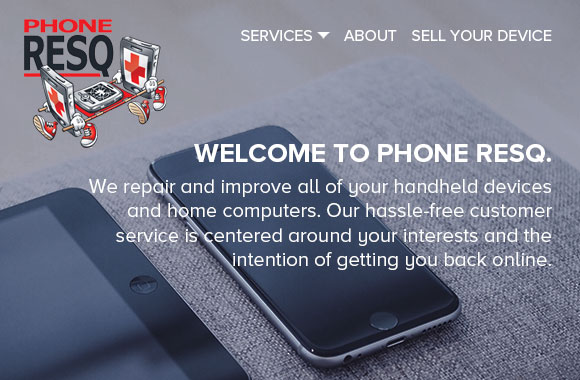 PHONE
RESQ
SERVICES ABOUT SELL YOUR DEVICE
WELCOME TO PHONE RESQ.
We repair and improve all of your handheld devices
and home computers. Our hassle-free customer
service is centered around your interests and the
intention of getting you back online.